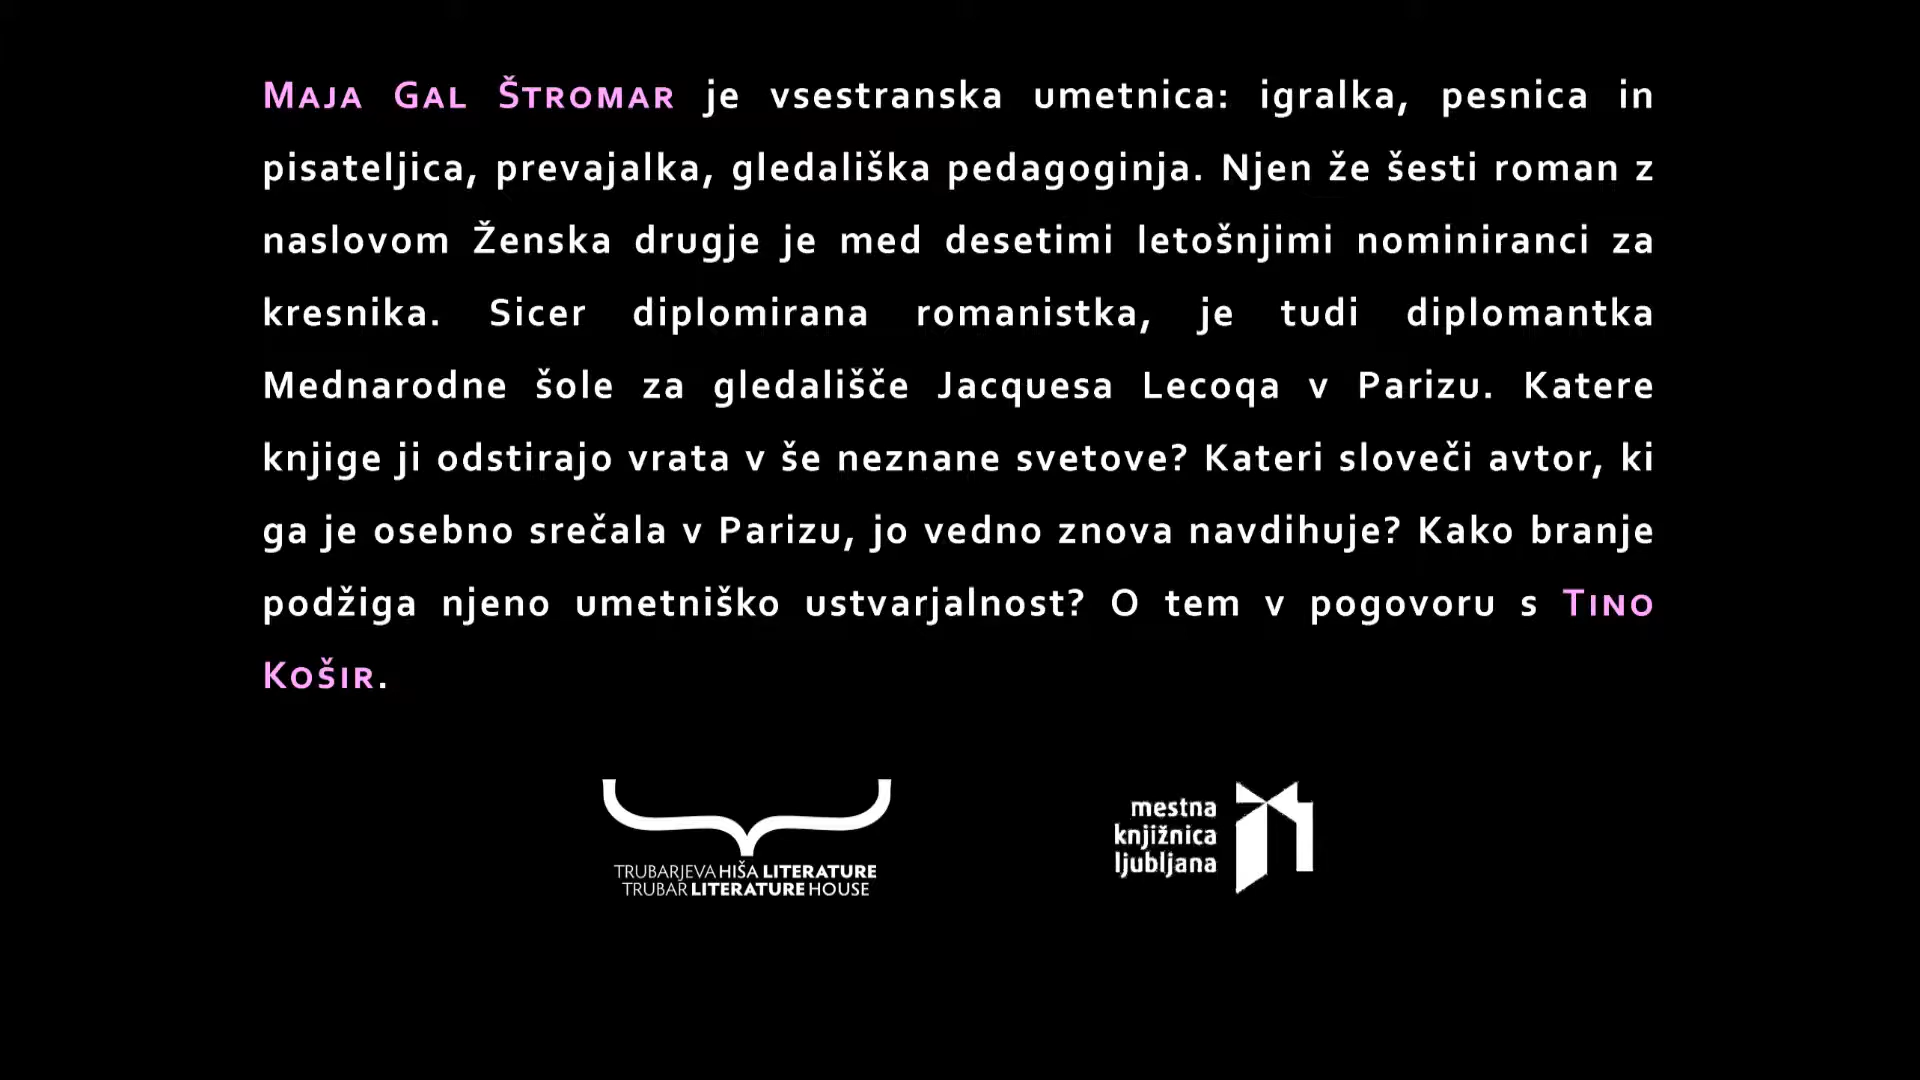 Maja Gal Štromar je vsestranska umetnica: igralka, pesnica in
pisateljica, prevajalka, gledališka pedagoginja. Njen že šesti roman z
naslovom Ženska drugje je med desetimi letošnjimi nominiranci za
kresnika. Sicer diplomirana romanistka, je tudi diplomantka
Mednarodne šole za gledališče Jacquesa Lecoqa v Parizu. Katere
knjige ji odstirajo vrata v še neznane svetove? Kateri sloveči avtor, ki
ga je osebno srečala v Parizu, jo vedno znova navdihuje? Kako branje
podžiga njeno umetniško ustvarjalnost? O tem v pogovoru s Tino
Košir.
TRUBARJEVA HIŠA LITERATURE
TRUBAR LITERATURE HOUSE
mestna
knjižnica
ljubljana